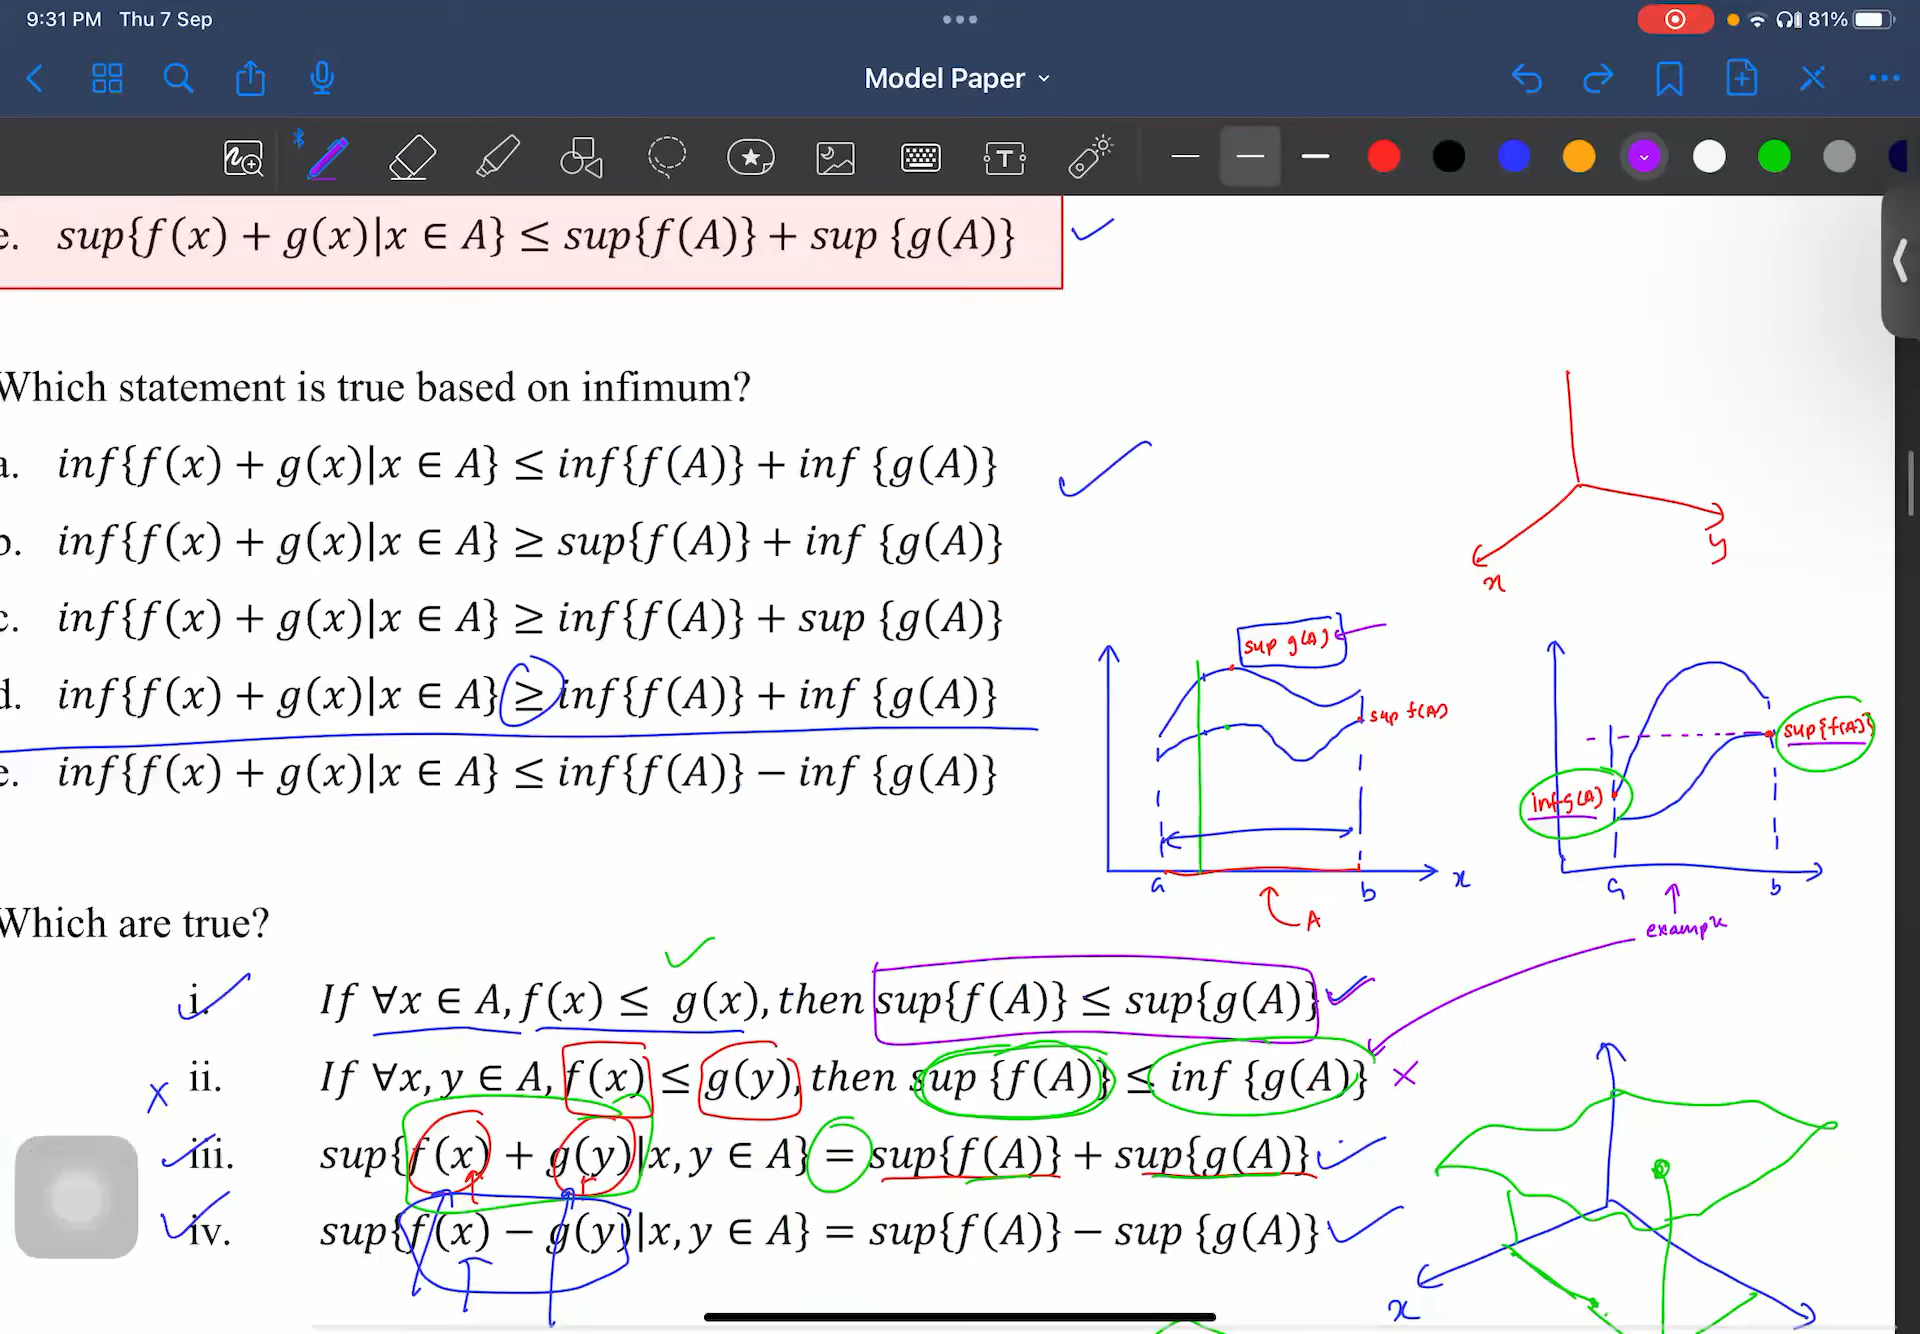 9:31 PM Thu 7 Sep
81%
Model Paper
T
e. sup{f(x) + g(x)|x ∈ A} ≤ sup{f(A)} + sup {g(A)}
Which statement is true based on infimum?
a. inf{f(x) + g(x)|x ∈ A} ≤ inf{f(A)} + inf {g(A)}
b. inf{f(x) + g(x)|x ∈ A} ≥ sup{f(A)} + inf {g(A)}
c. inf{f(x) + g(x)|x ∈ A} ≥ inf{f(A)} + sup {g(A)}
d. inf{f(x) + g(x)|x ∈ A} ≥ inf{f(A)} + inf {g(A)}
e. inf{f(x) + g(x)|x ∈ A} ≤ inf{f(A)} − inf {g(A)}
x
y
sup g(A)
sup f(A)
a
b
x
A
sup{f(A)}
inf g(A)
a
b
example
Which are true?
i. If ∀x ∈ A, f(x) ≤ g(x), then sup{f(A)} ≤ sup{g(A)}
ii. If ∀x, y ∈ A, f(x) ≤ g(y), then sup {f(A)} ≤ inf {g(A)}
iii. sup{f(x) + g(y)|x, y ∈ A} = sup{f(A)} + sup{g(A)}
iv. sup{f(x) − g(y)|x, y ∈ A} = sup{f(A)} − sup {g(A)}
x